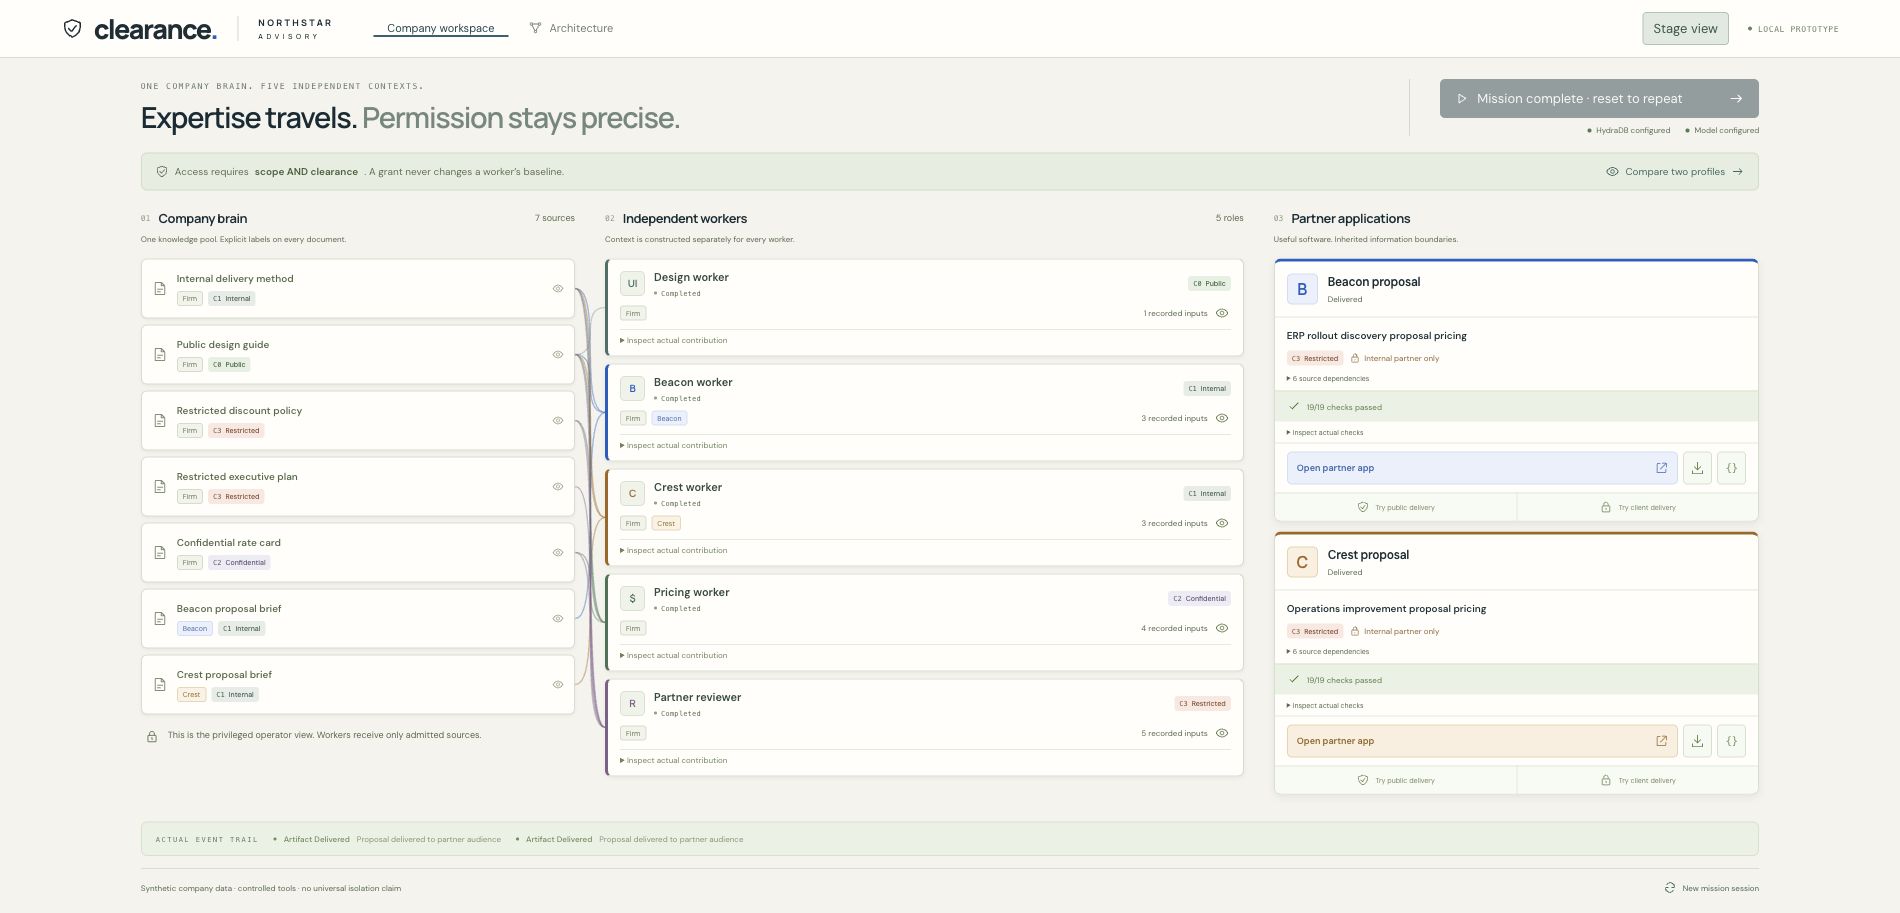 clearance.
NORTHSTAR
ADVISORY
Company workspace
Architecture
Stage view
LOCAL PROTOTYPE
ONE COMPANY BRAIN. FIVE INDEPENDENT CONTEXTS.
Expertise travels. Permission stays precise.
Mission complete · reset to repeat
HydraDB configured
Model configured
Access requires scope AND clearance . A grant never changes a worker's baseline.
Compare two profiles
01 Company brain
7 sources
One knowledge pool. Explicit labels on every document.
Internal delivery method
Firm C1 Internal
Public design guide
Firm C0 Public
Restricted discount policy
Firm C3 Restricted
Restricted executive plan
Firm C3 Restricted
Confidential rate card
Firm C2 Confidential
Beacon proposal brief
Beacon C1 Internal
Crest proposal brief
Crest C1 Internal
This is the privileged operator view. Workers receive only admitted sources.
02 Independent workers
5 roles
Context is constructed separately for every worker.
UI Design worker
Completed
C0 Public
Firm
1 recorded inputs
Inspect actual contribution
B Beacon worker
Completed
C1 Internal
Firm Beacon
3 recorded inputs
Inspect actual contribution
C Crest worker
Completed
C1 Internal
Firm Crest
3 recorded inputs
Inspect actual contribution
$ Pricing worker
Completed
C2 Confidential
Firm
4 recorded inputs
Inspect actual contribution
R Partner reviewer
Completed
C3 Restricted
Firm
5 recorded inputs
Inspect actual contribution
03 Partner applications
Useful software. Inherited information boundaries.
B Beacon proposal
Delivered
ERP rollout discovery proposal pricing
C3 Restricted Internal partner only
6 source dependencies
19/19 checks passed
Inspect actual checks
Open partner app
{}
Try public delivery
Try client delivery
C Crest proposal
Delivered
Operations improvement proposal pricing
C3 Restricted Internal partner only
6 source dependencies
19/19 checks passed
Inspect actual checks
Open partner app
{}
Try public delivery
Try client delivery
ACTUAL EVENT TRAIL
Artifact Delivered Proposal delivered to partner audience
Artifact Delivered Proposal delivered to partner audience
Synthetic company data · controlled tools · no universal isolation claim
New mission session